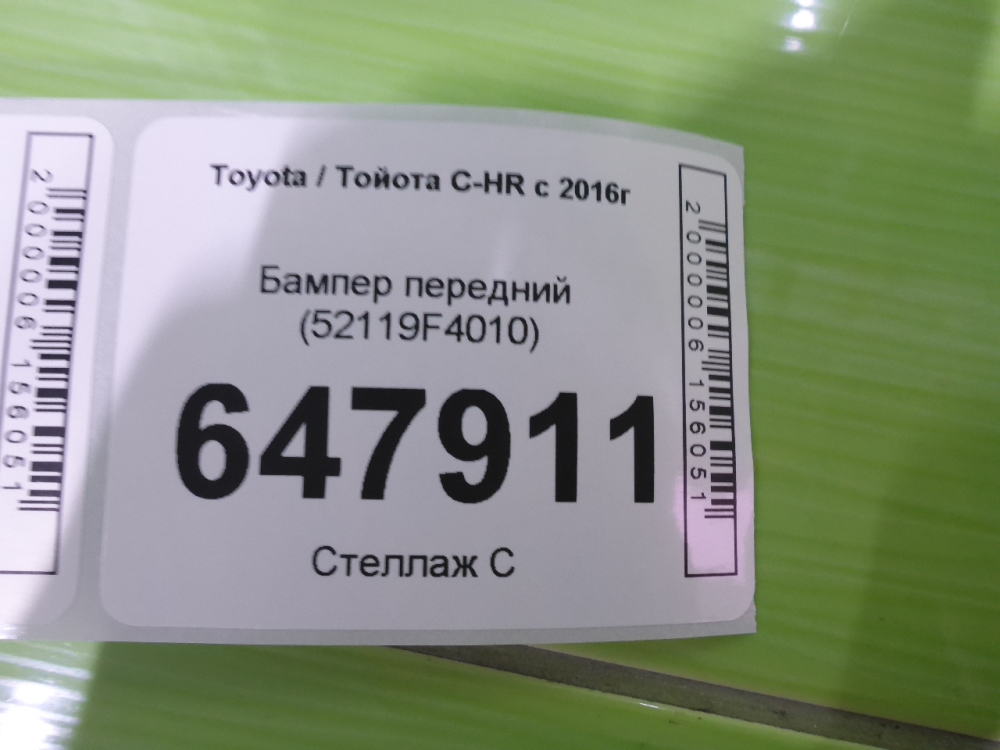 Toyota / Тойота C-HR с 2016г
Бампер передний
(52119F4010)
647911
Стеллаж С
2000006156051
2000006156051